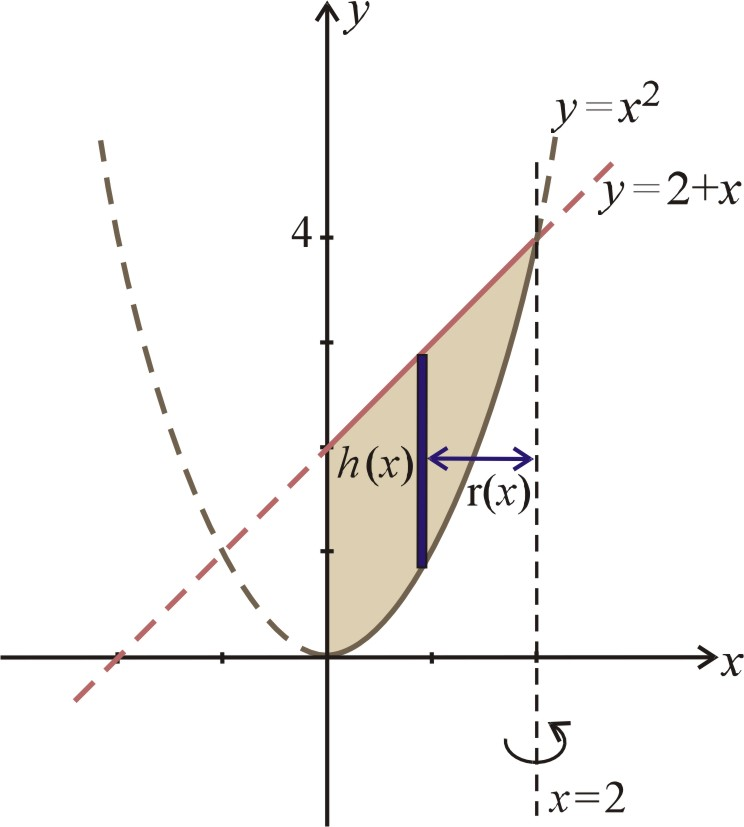 y
y=x²
y=2+x
4
h(x)
r(x)
x
x=2